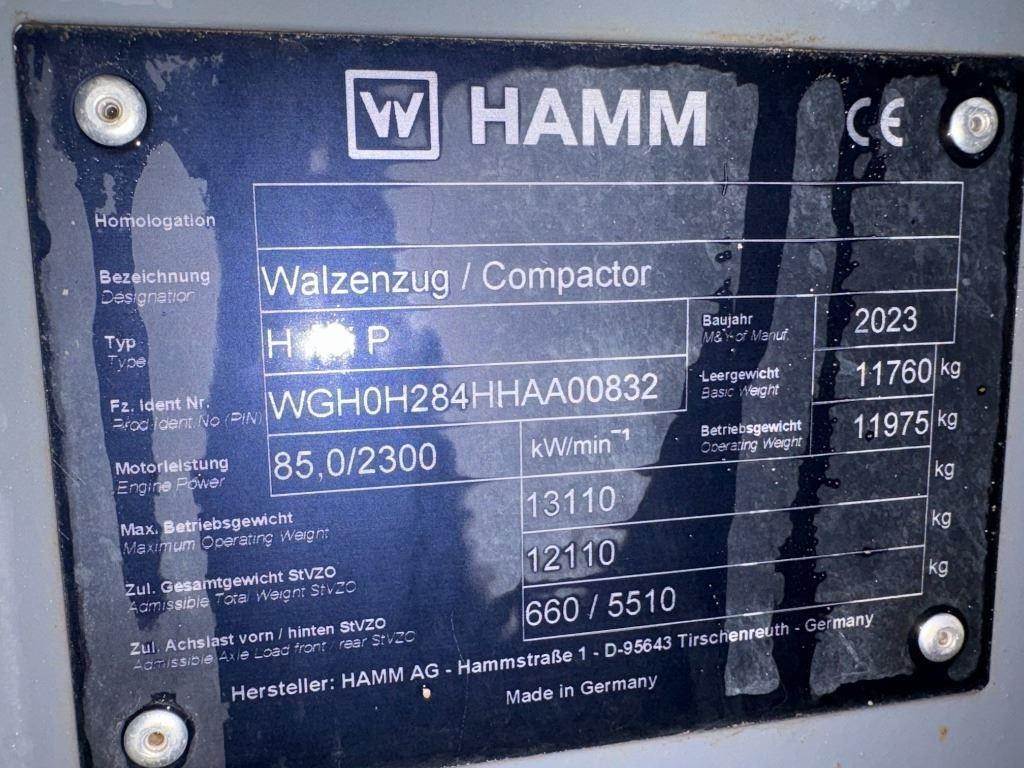 W HAMM CE
Homologation
Bezeichnung
Designation
Walzenzug / Compactor
Typ
Type
H P
Baujahr
M&Y of Manuf.
2023
Fz. Ident Nr.
Prod-Ident.No (PIN)
WGH0H284HHAA00832
Leergewicht
Basic Weight
11760 kg
Motorleistung
Engine Power
85,0/2300
kW/min⁻¹
Betriebsgewicht
Operating Weight
11975 kg
Max. Betriebsgewicht
Maximum Operating Weight
13110 kg
Zul. Gesamtgewicht StVZO
Admissible Total Weight StVZO
12110 kg
Zul. Achslast vorn / hinten StVZO
Admissible Axle Load front / rear StVZO
660 / 5510 kg
Hersteller: HAMM AG - Hammstraße 1 - D-95643 Tirschenreuth - Germany
Made in Germany